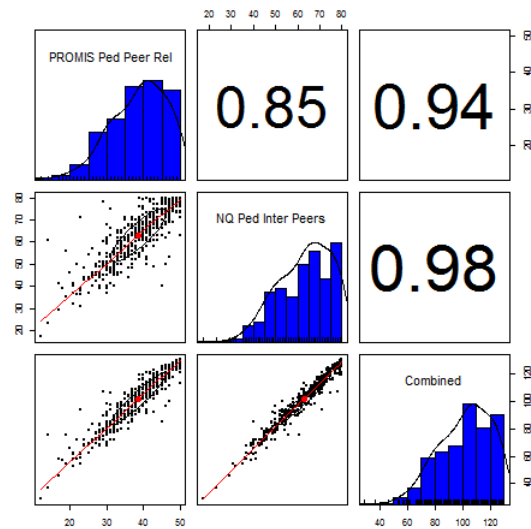 20 30 40 50 60 70 80
PROMIS Ped Peer Rel
0.85
0.94
20 30 40 50
20 30 40 50 60 70 80
NQ Ped Inter Peers
0.98
Combined
40 60 80 100 120
20 30 40 50
40 60 80 100 120